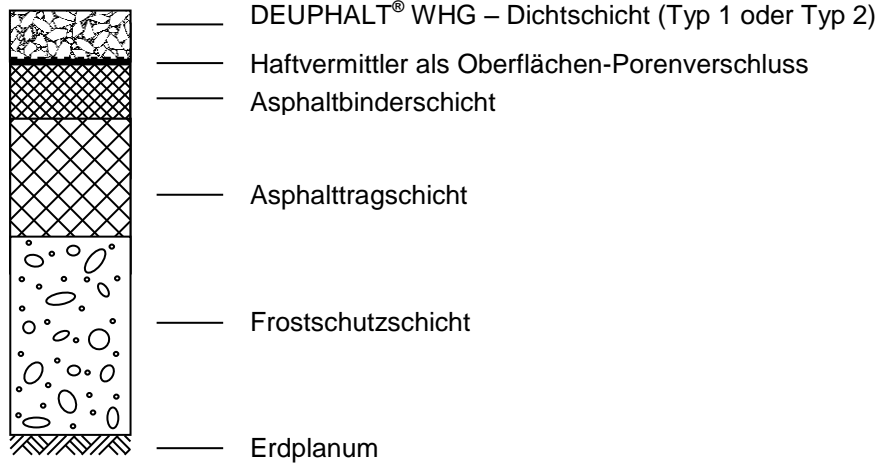 DEUPHALT® WHG – Dichtschicht (Typ 1 oder Typ 2)
Haftvermittler als Oberflächen-Porenverschluss
Asphaltbinderschicht
Asphalttragschicht
Frostschutzschicht
Erdplanum